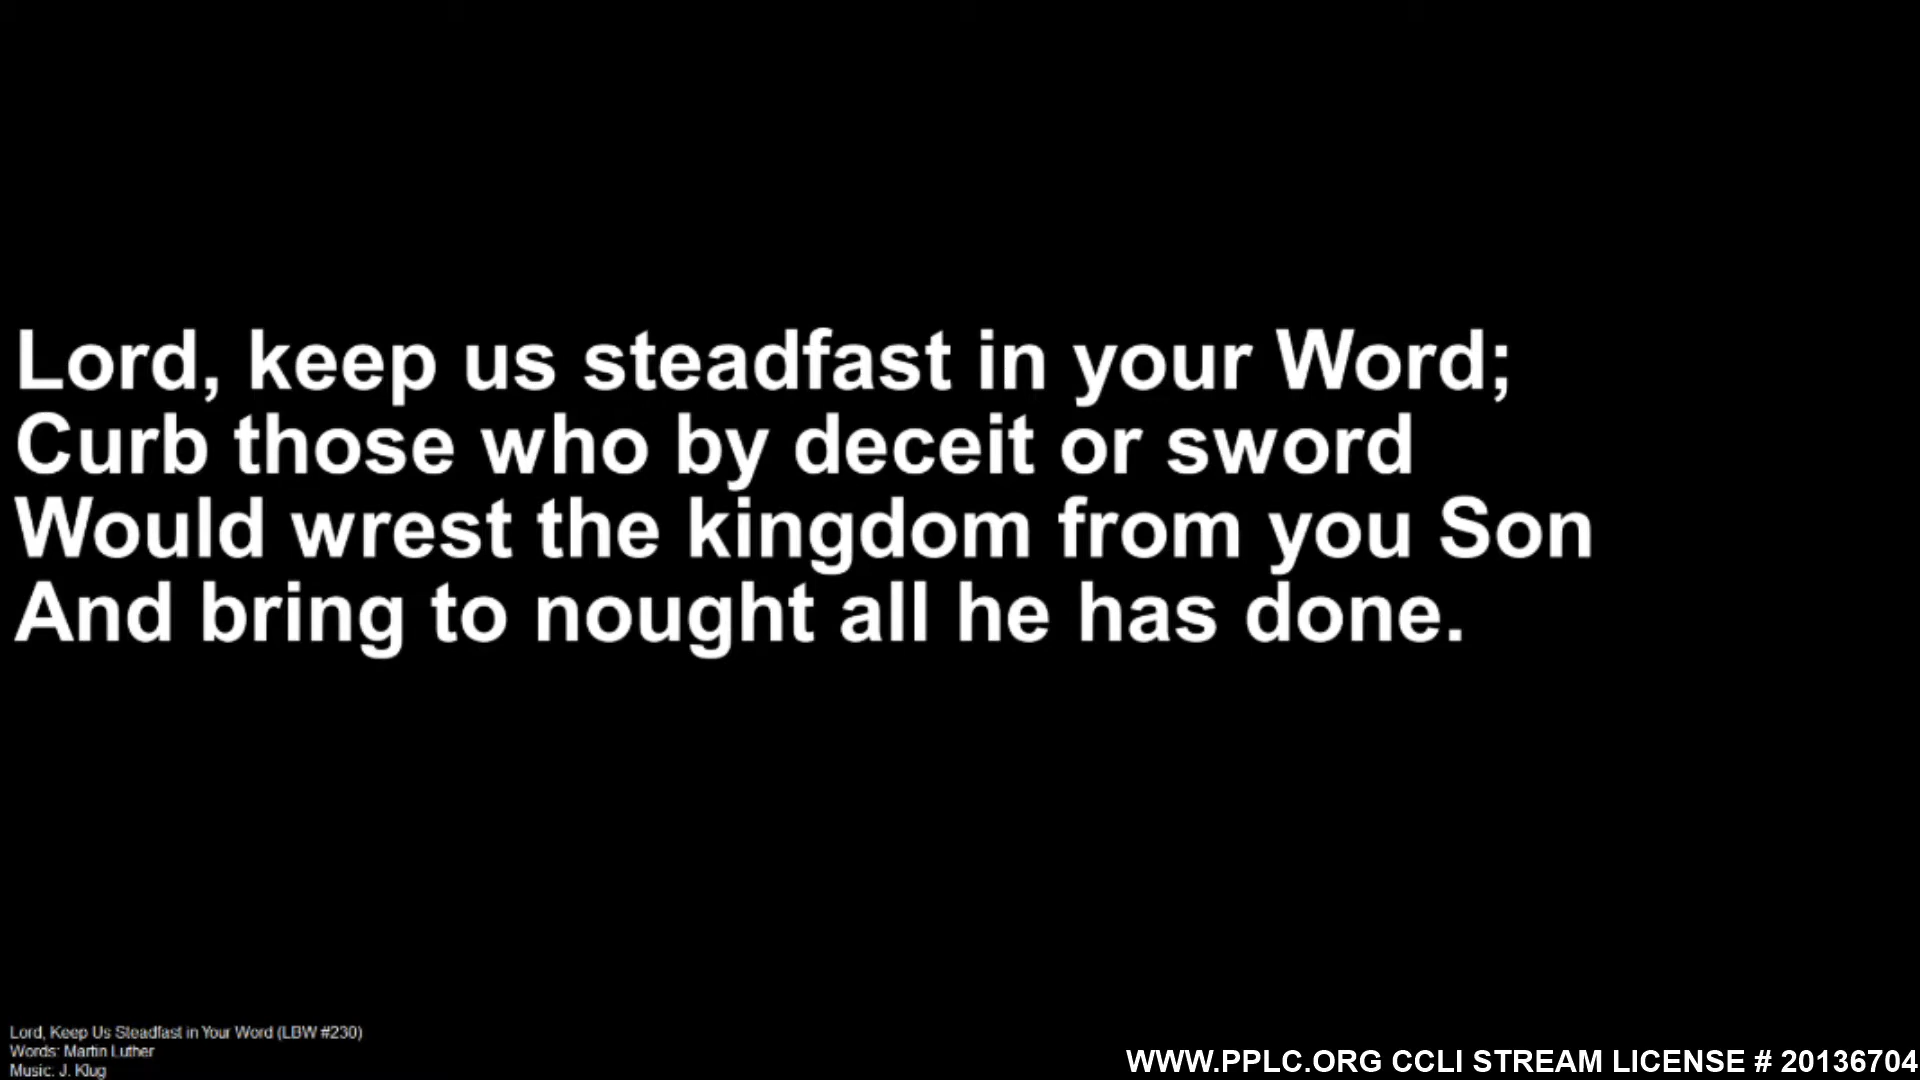 Lord, keep us steadfast in your Word;
Curb those who by deceit or sword
Would wrest the kingdom from you Son
And bring to nought all he has done.
Lord, Keep Us Steadfast in Your Word (LBW #230)
Words: Martin Luther
Music: J. Klug
WWW.PPLC.ORG CCLI STREAM LICENSE # 20136704